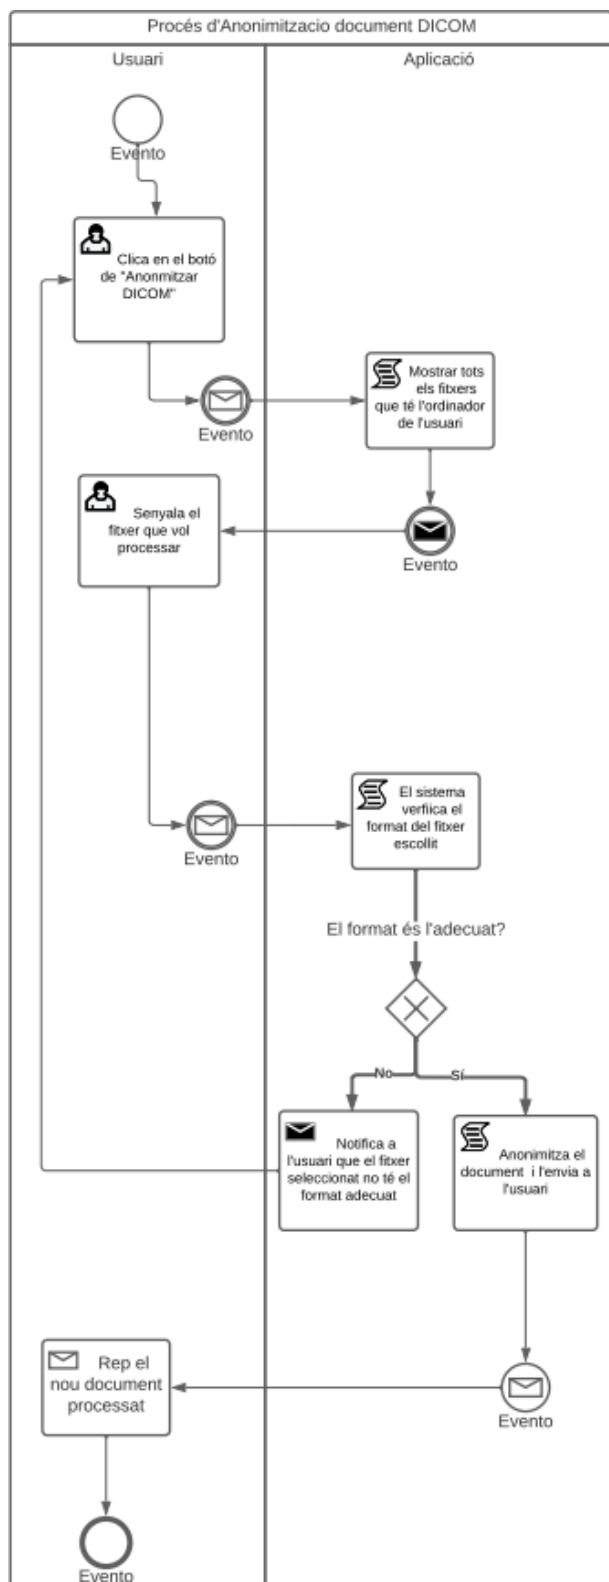 Procés d'Anonimitzacio document DICOM
Usuari
Aplicació
Evento
Clica en el botó
de "Anonmitzar
DICOM"
Evento
Mostrar tots
els fitxers
que té l'ordinador
de l'usuari
Senyala el
fitxer que vol
processar
Evento
El sistema
verfiica el
format del fitxer
escollit
Evento
El format és l'adecuat?
No
Sí
Notifica a
l'usuari que el fitxer
seleccionat no té el
format adecuat
Anonimitza el
document i l'envia a
l'usuari
Rep el
nou document
processat
Evento
Evento